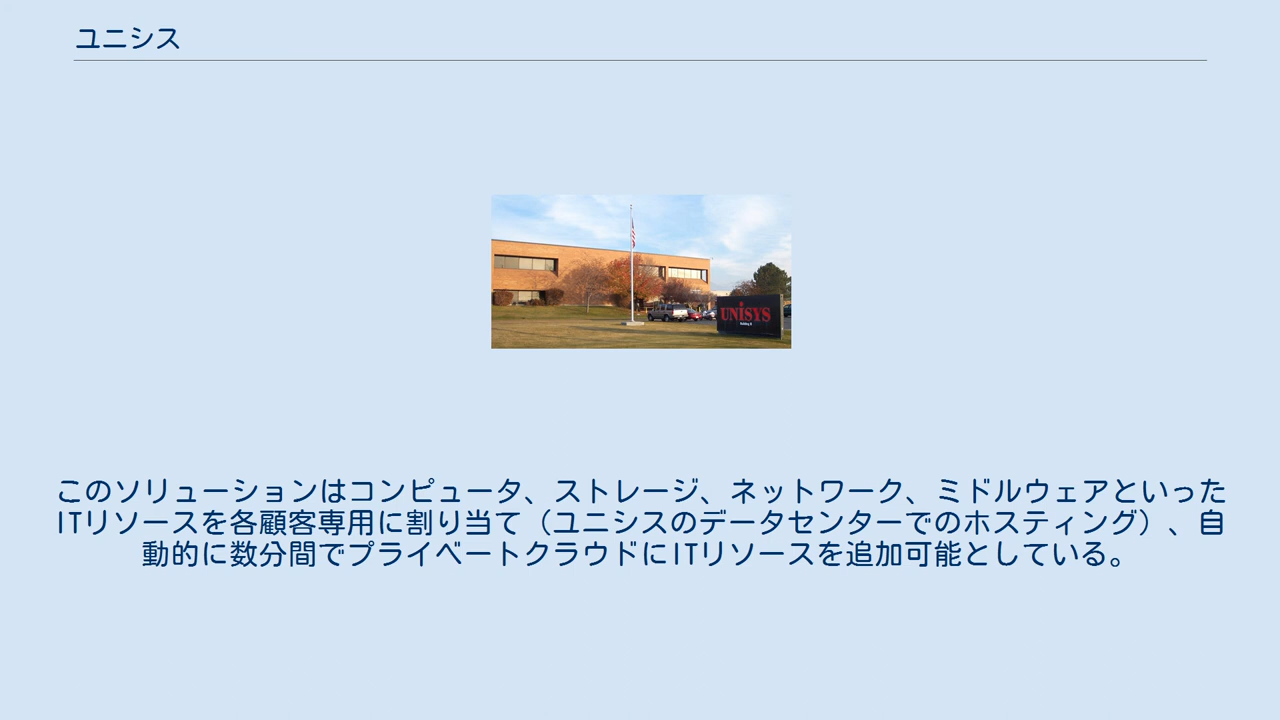 ユニシス
UNISYS
このソリューションはコンピュータ、ストレージ、ネットワーク、ミドルウェアといった
ITリソースを各顧客専用に割り当て（ユニシスのデータセンターでのホスティング）、自
動的に数分間でプライベートクラウドにITリソースを追加可能としている。